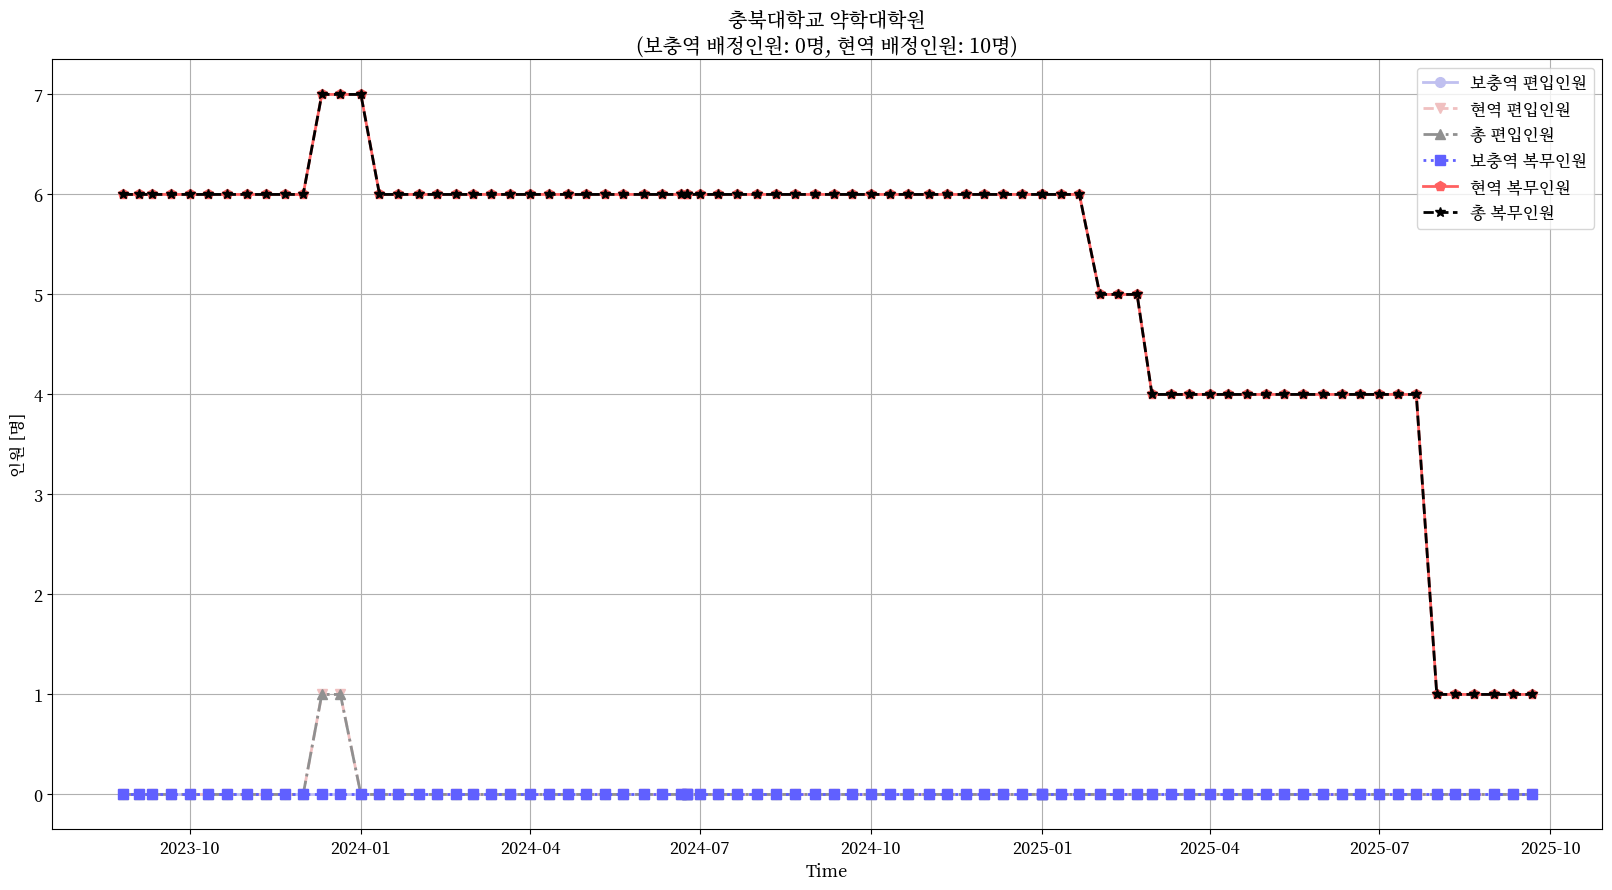 충북대학교 약학대학원
(보충역 배정인원: 0명, 현역 배정인원: 10명)
보충역 편입인원
현역 편입인원
총 편입인원
보충역 복무인원
현역 복무인원
총 복무인원
인원 [명]
7
6
5
4
3
2
1
0
2023-10
2024-01
2024-04
2024-07
2024-10
2025-01
2025-04
2025-07
2025-10
Time